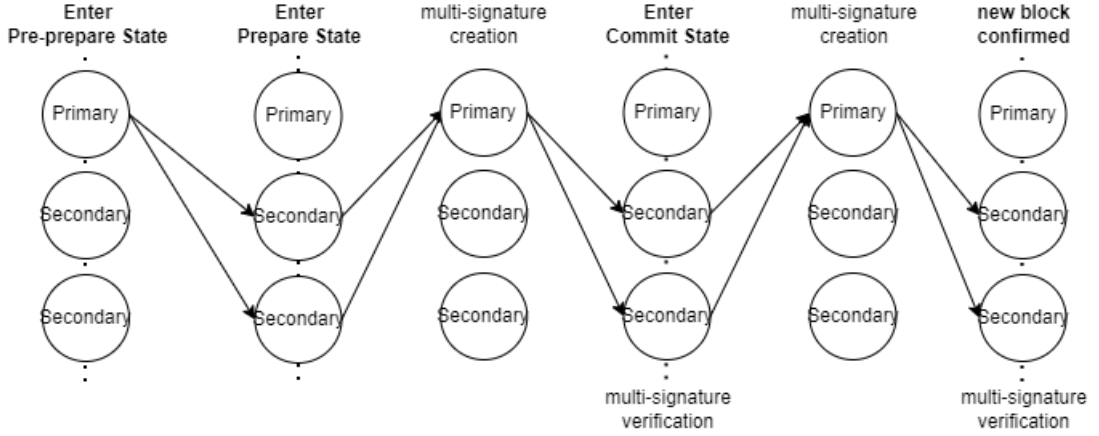 Enter
Pre-prepare State
Enter
Prepare State
multi-signature
creation
Enter
Commit State
multi-signature
creation
new block
confirmed
Primary
Primary
Primary
Primary
Primary
Primary
Secondary
Secondary
Secondary
Secondary
Secondary
Secondary
Secondary
Secondary
Secondary
Secondary
Secondary
Secondary
multi-signature
verification
multi-signature
verification